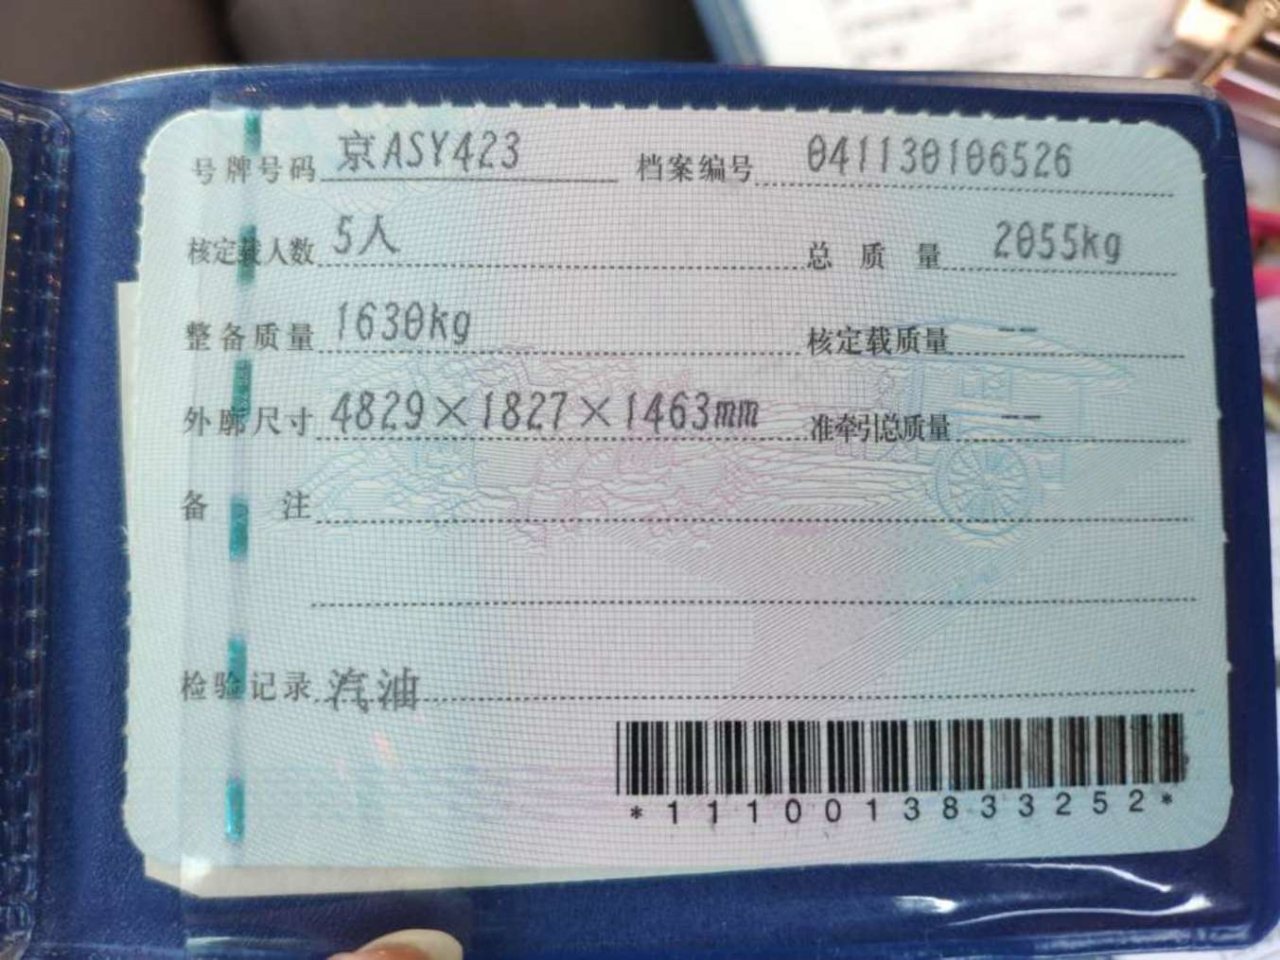 号牌号码 京ASY423 档案编号 041130106526
核定载人数 5人 总质量 2055kg
整备质量 1630kg 核定载质量 --
外廓尺寸 4829×1827×1463mm 准牵引总质量 --
备注
检验记录 汽油
*1110013833252*